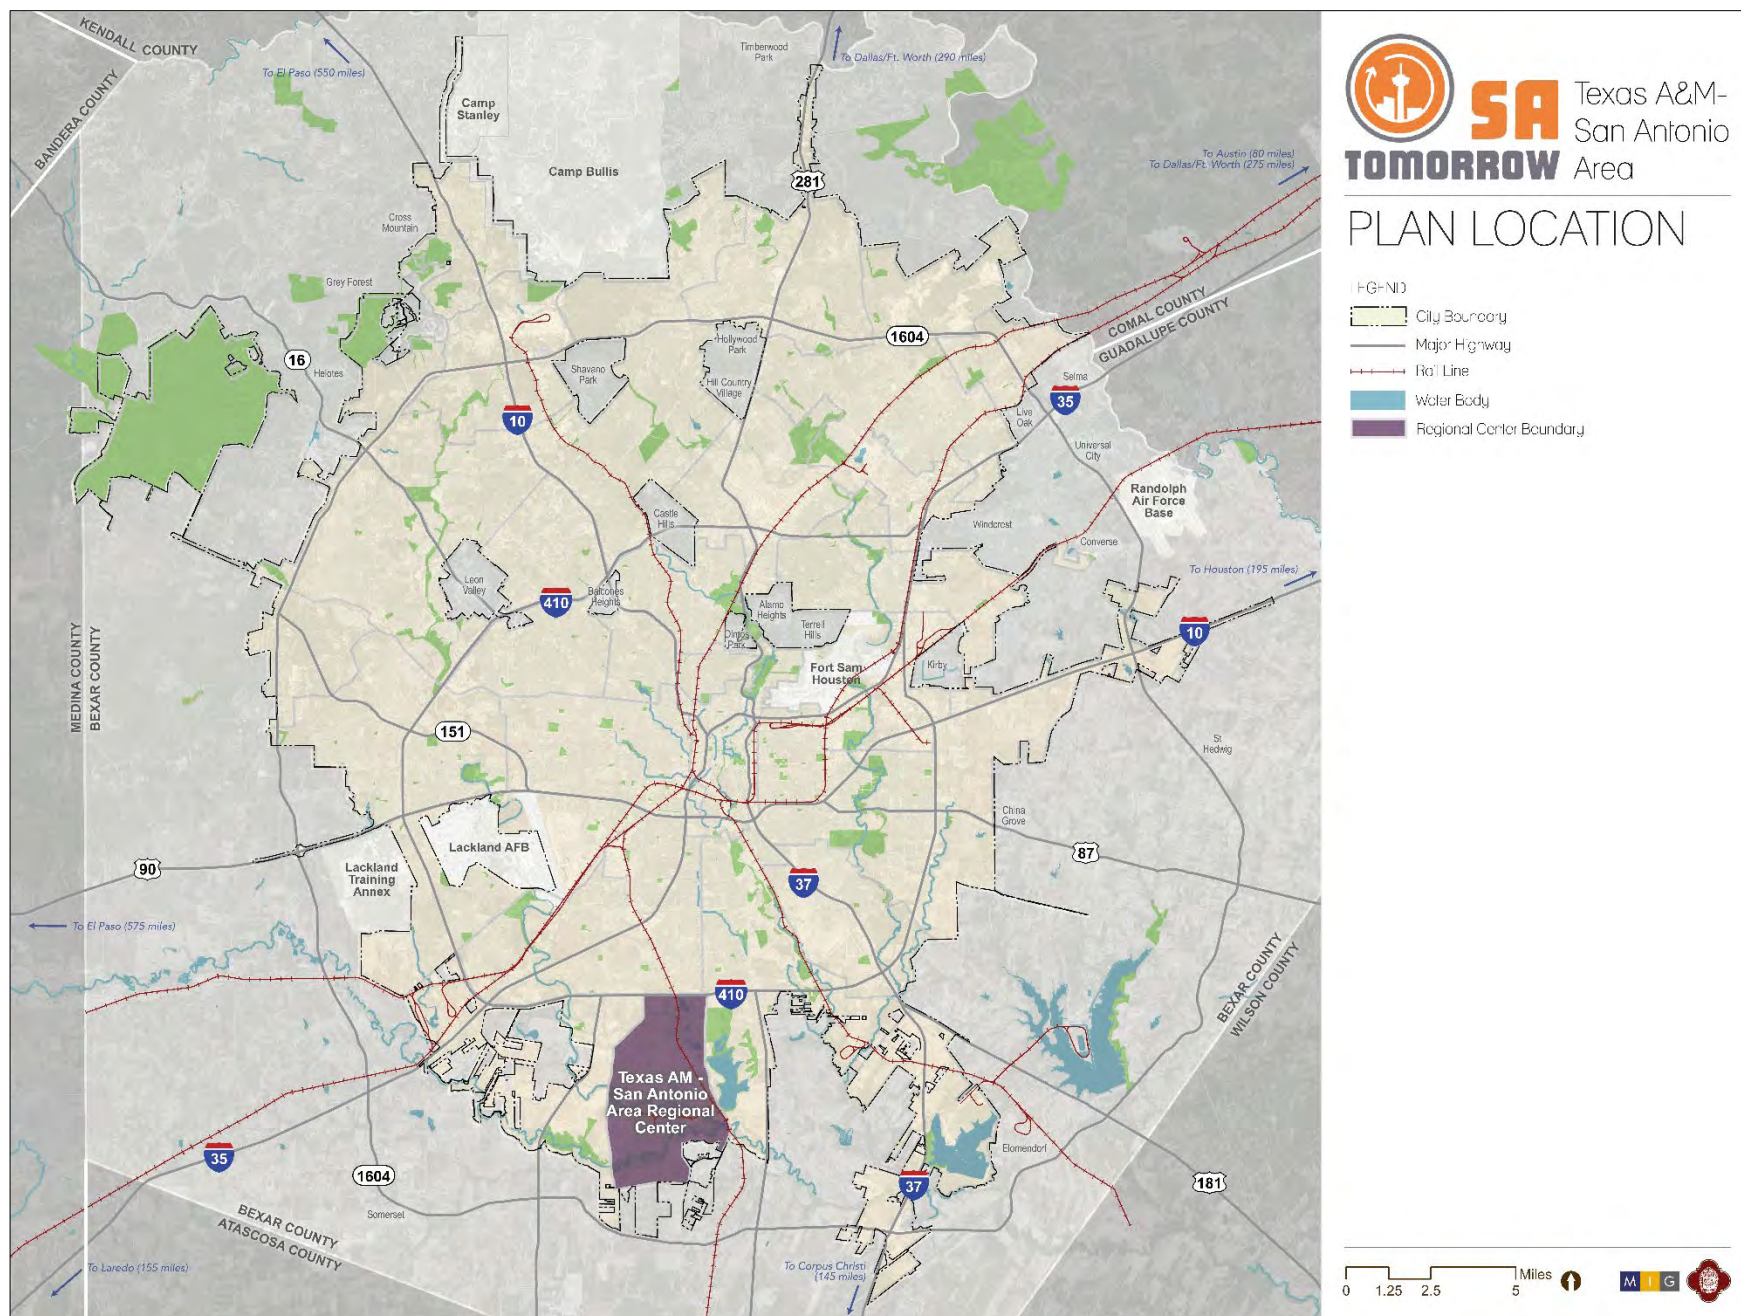 KENDALL COUNTY
BANDERA COUNTY
To El Paso (550 miles)
Timberwood
Park
To Dallas/Ft. Worth (290 miles)
Camp
Stanley
Camp Bullis
281
To Austin (80 miles)
To Dallas/Ft. Worth (275 miles)
Cross
Mountain
Grey Forest
COMAL COUNTY
GUADALUPE COUNTY
1604
Hollywood
Park
16
Helotes
Shavano
Park
Hill Country
Village
Selma
35
10
Live
Oak
Universal
City
Randolph
Air Force
Base
Castle
Hills
Windcrest
Converse
To Houston (195 miles)
Leon
Valley
410
Balcones
Heights
Alamo
Heights
Terrell
Hills
Olmos
Park
10
Fort Sam
Houston
Kirby
MEDINA COUNTY
BEXAR COUNTY
151
St
Hedwig
China
Grove
Lackland AFB
87
90
Lackland
Training
Annex
37
To El Paso (575 miles)
BEXAR COUNTY
WILSON COUNTY
410
Texas AM -
San Antonio
Area Regional
Center
35
1604
Elomendorf
37
181
Somerset
BEXAR COUNTY
ATASCOSA COUNTY
To Laredo (155 miles)
To Corpus Christi
(145 miles)
SA
TOMORROW
Texas A&M-
San Antonio
Area
PLAN LOCATION
LEGEND
City Boundary
Major Highway
Rail Line
Water Body
Regional Center Boundary
0 1.25 2.5 5 Miles
M I G